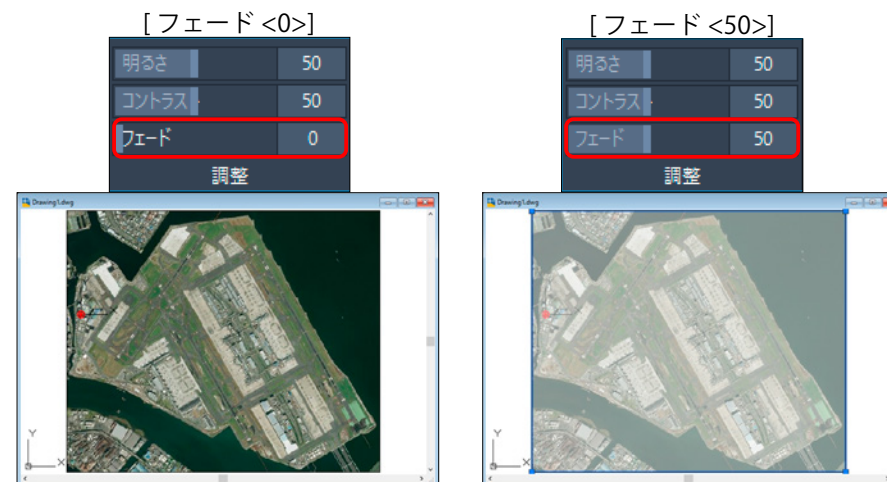 [フェード <0>]
明るさ 50
コントラス 50
フェード 0
調整
Drawing1.dwg
Y
X
[フェード <50>]
明るさ 50
コントラス 50
フェード 50
調整
Drawing1.dwg
Y
X